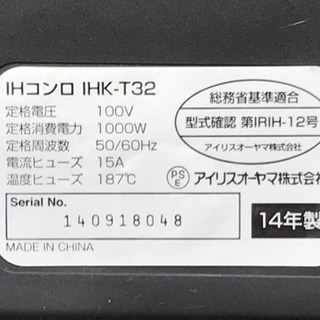 IHコンロ IHK-T32
定格電圧 100V
定格消費電力 1000W
定格周波数 50/60Hz
電流ヒューズ 15A
温度ヒューズ 187℃
総務省基準適合
型式確認 第IRIH-12号
アイリスオーヤマ株式会社
PS
E
アイリスオーヤマ株式会
Serial No.
140918048
14年製
MADE IN CHINA